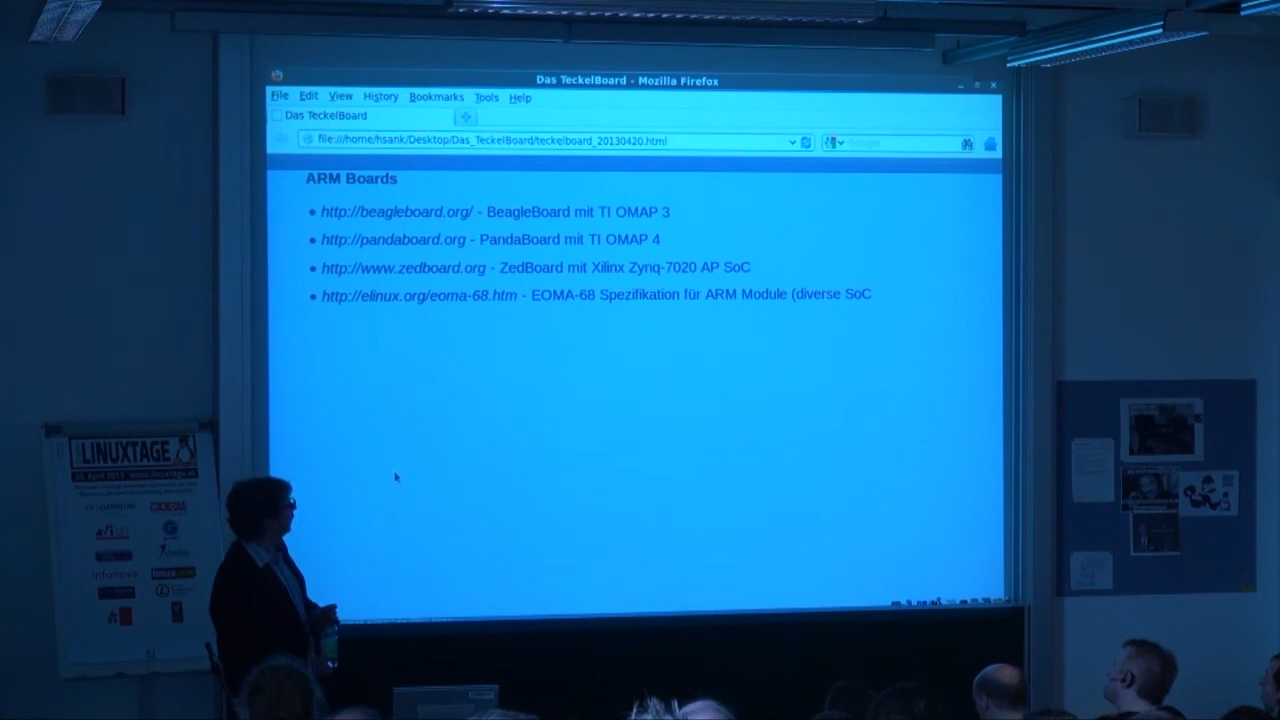 Das TeckelBoard - Mozilla Firefox
File Edit View History Bookmarks Tools Help
Das TeckelBoard
file:///home/hsank/Desktop/Das_TeckelBoard/teckelboard_20130420.html
Google
ARM Boards
• http://beagleboard.org/ - BeagleBoard mit TI OMAP 3
• http://pandaboard.org - PandaBoard mit TI OMAP 4
• http://www.zedboard.org - ZedBoard mit Xilinx Zynq-7020 AP SoC
• http://elinux.org/eoma-68.htm - EOMA-68 Spezifikation für ARM Module (diverse SoC
LINUXTAGE
infonova